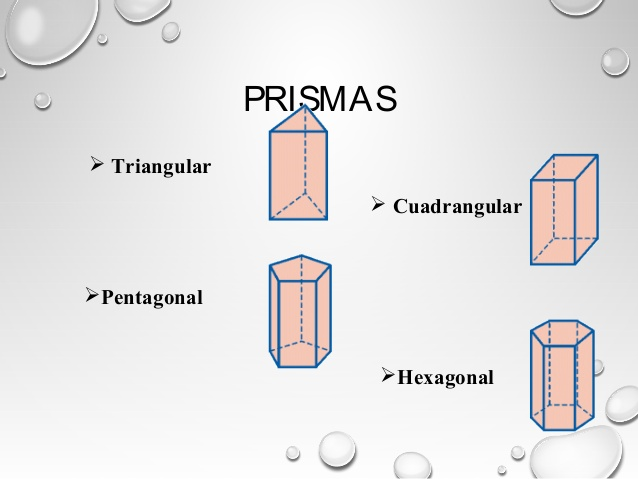 PRISMAS
➢ Triangular
➢ Cuadrangular
➢Pentagonal
➢Hexagonal